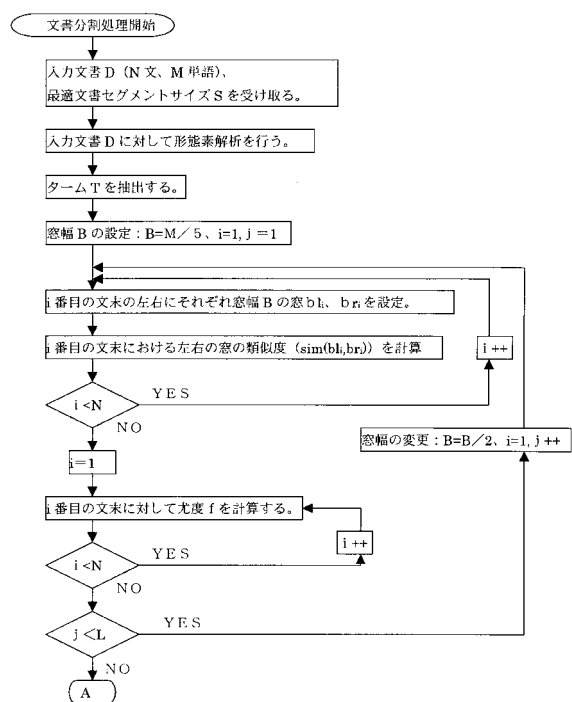 文書分割処理開始
入力文書D（N文、M単語）、
最適文書セグメントサイズSを受け取る。
入力文書Dに対して形態素解析を行う。
タームTを抽出する。
窓幅Bの設定：B=M／5、i=1, j＝1
i番目の文末の左右にそれぞれ窓幅Bの窓bli、briを設定。
i番目の文末における左右の窓の類似度（sim(bli,bri)）を計算
i ++
i <N
YES
NO
窓幅の変更：B=B／2、i=1, j ++
i＝1
i番目の文末に対して尤度fを計算する。
i ++
i <N
YES
NO
j ＜L
YES
NO
A